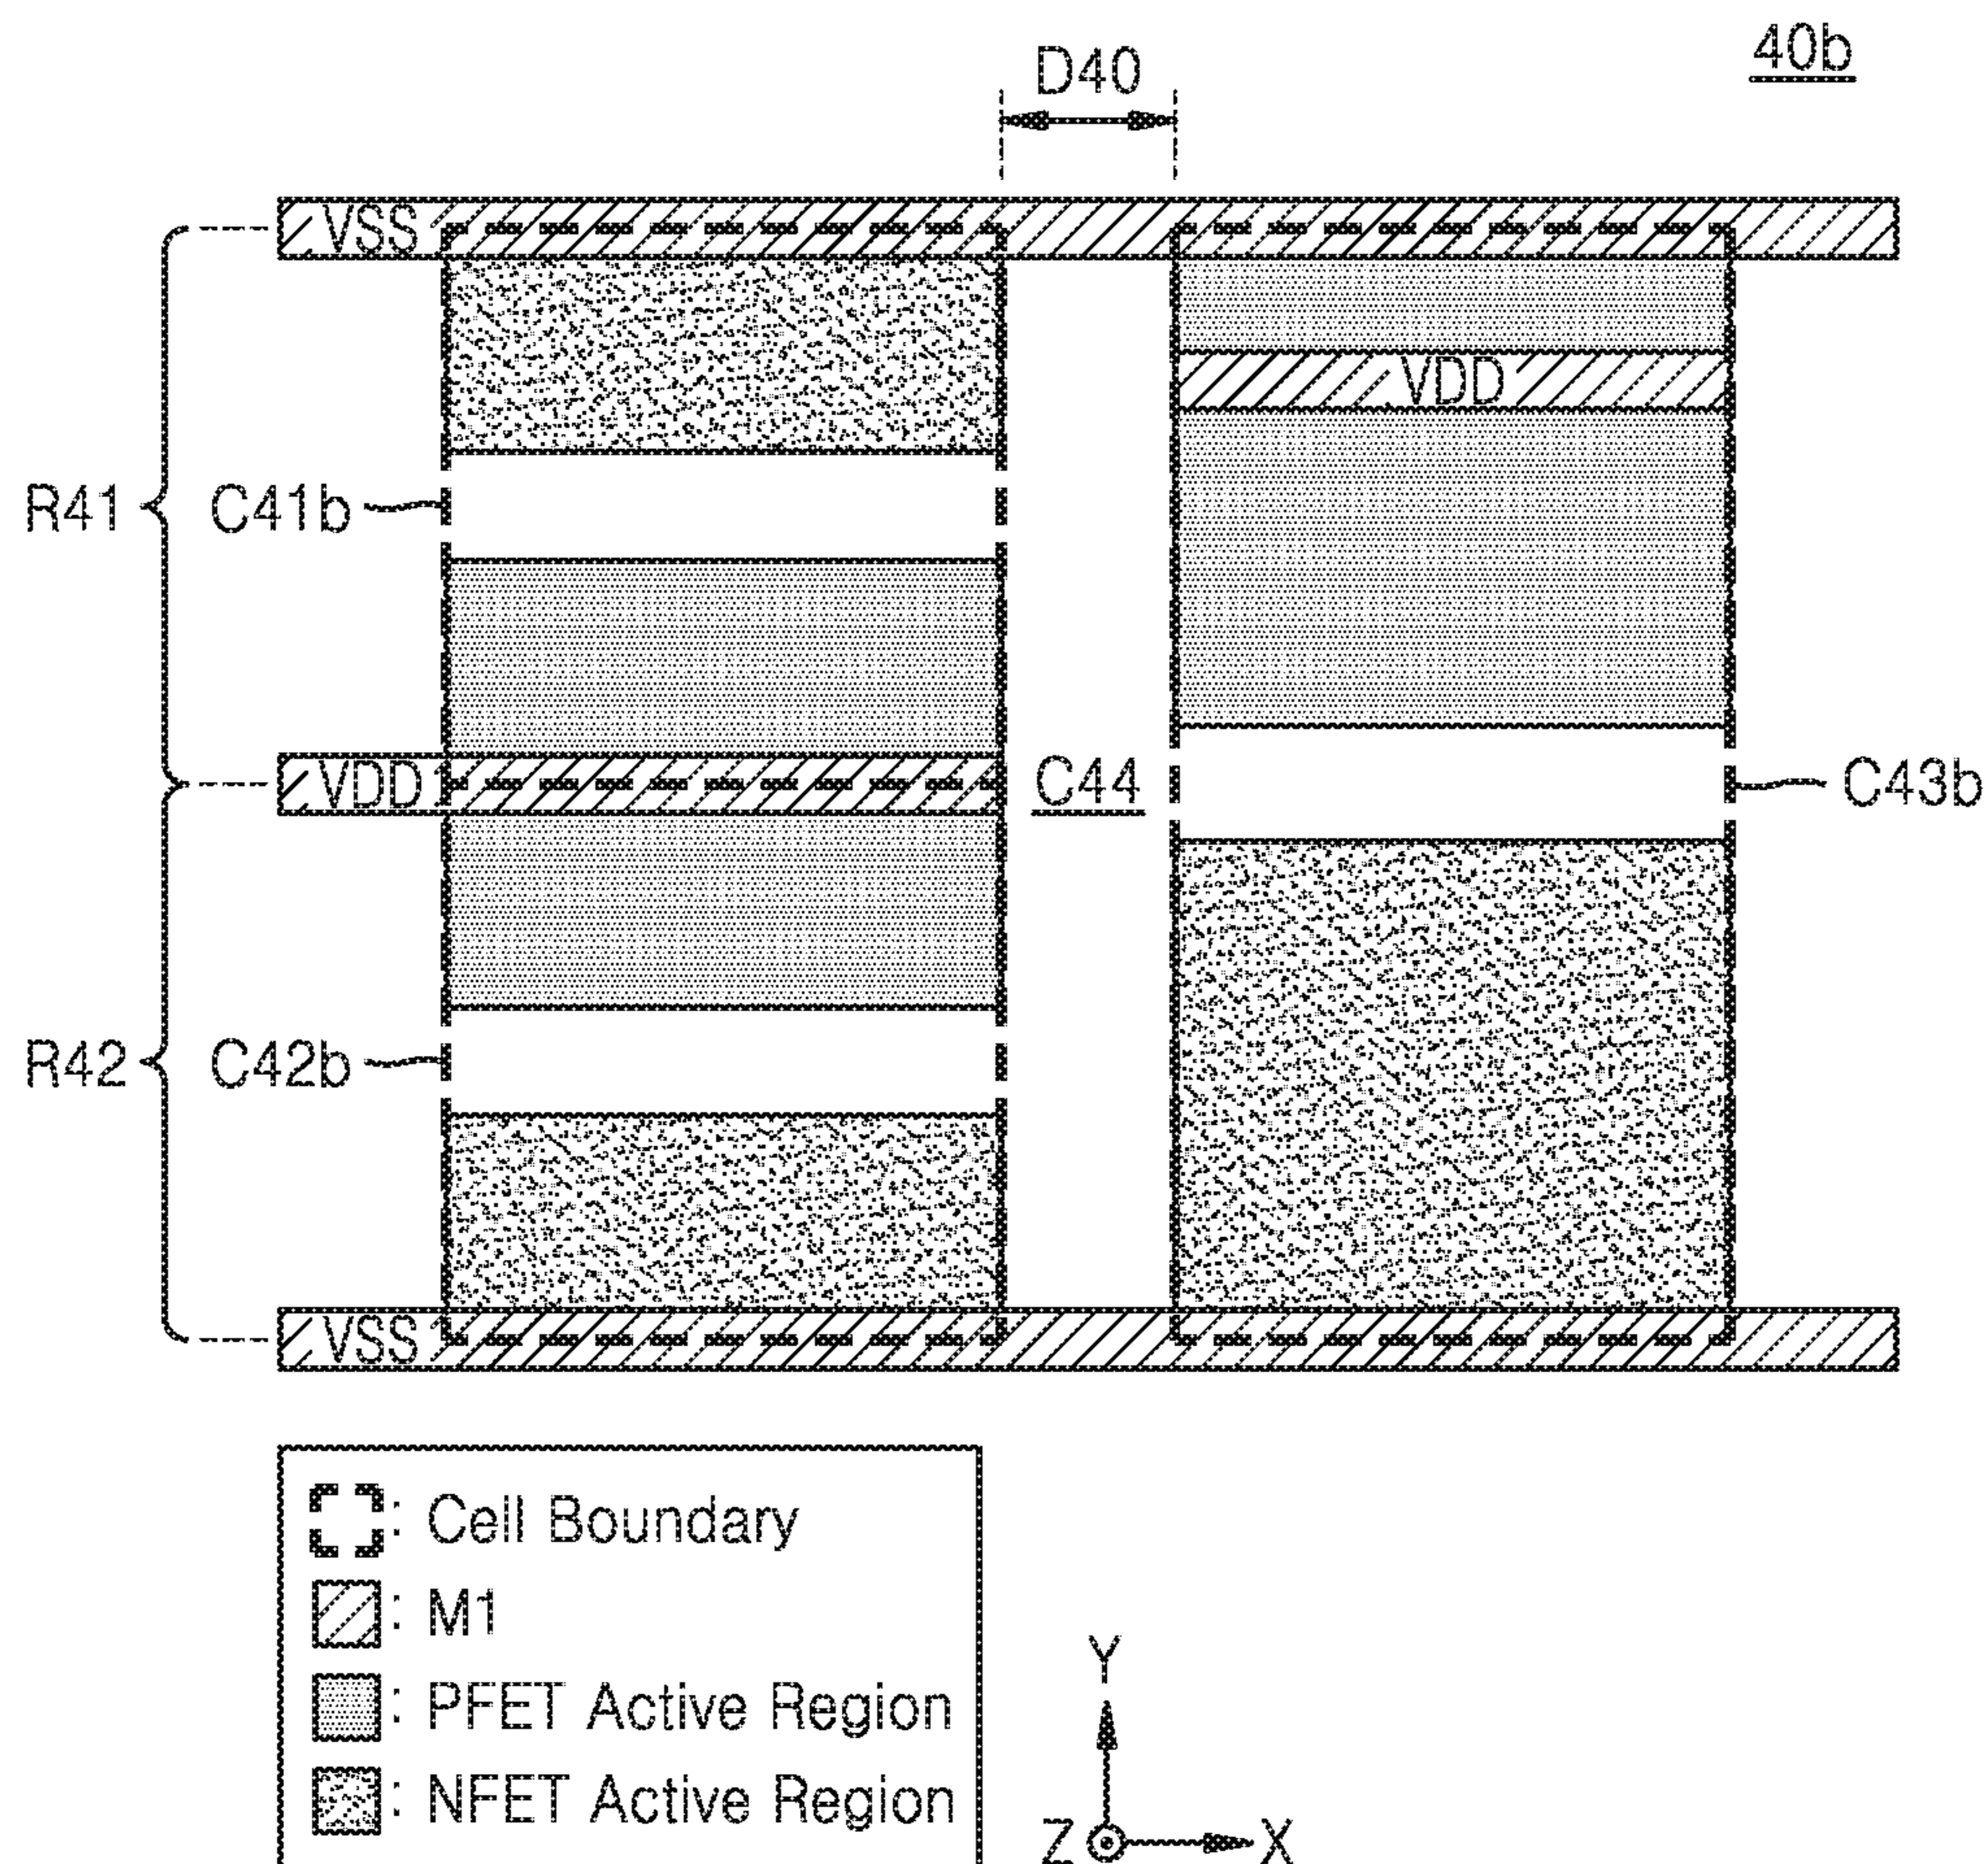 40b
D40
VSS
VDD
R41
C41b
VDD
C44
C43b
R42
C42b
VSS
: Cell Boundary
: M1
: PFET Active Region
: NFET Active Region
Y
Z
X